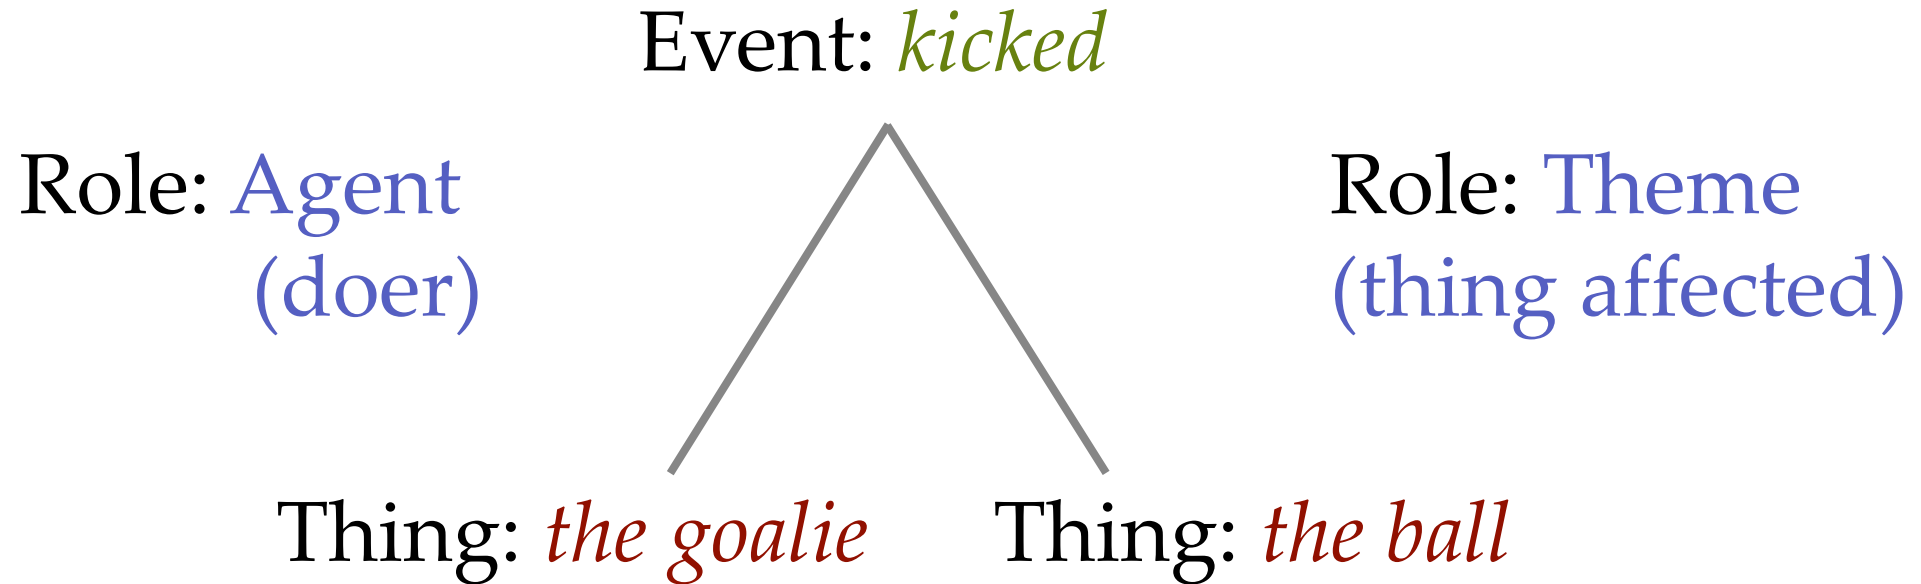 Event: kicked
Role: Agent
(doer)
Role: Theme
(thing affected)
Thing: the goalie
Thing: the ball